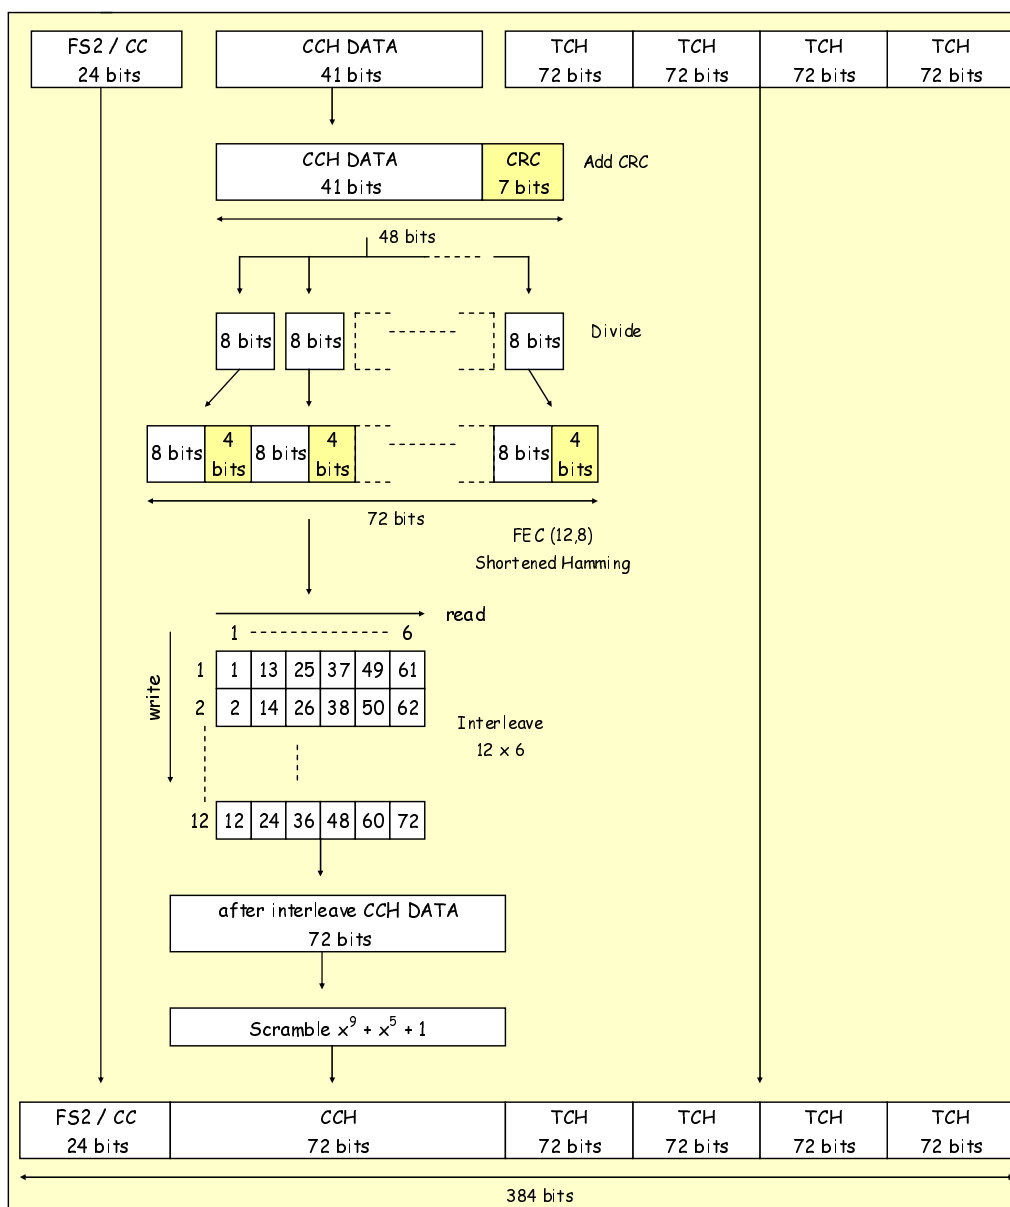 FS2 / CC
24 bits
CCH DATA
41 bits
TCH
72 bits
TCH
72 bits
TCH
72 bits
TCH
72 bits
CCH DATA
41 bits
CRC
7 bits
Add CRC
48 bits
8 bits
8 bits
8 bits
Divide
8 bits
4
bits
8 bits
4
bits
8 bits
4
bits
72 bits
FEC (12,8)
Shortened Hamming
read
1
6
write
1
1 13 25 37 49 61
2
2 14 26 38 50 62
Interleave
12 x 6
12
12 24 36 48 60 72
after interleave CCH DATA
72 bits
Scramble x⁹ + x⁵ + 1
FS2 / CC
24 bits
CCH
72 bits
TCH
72 bits
TCH
72 bits
TCH
72 bits
TCH
72 bits
384 bits